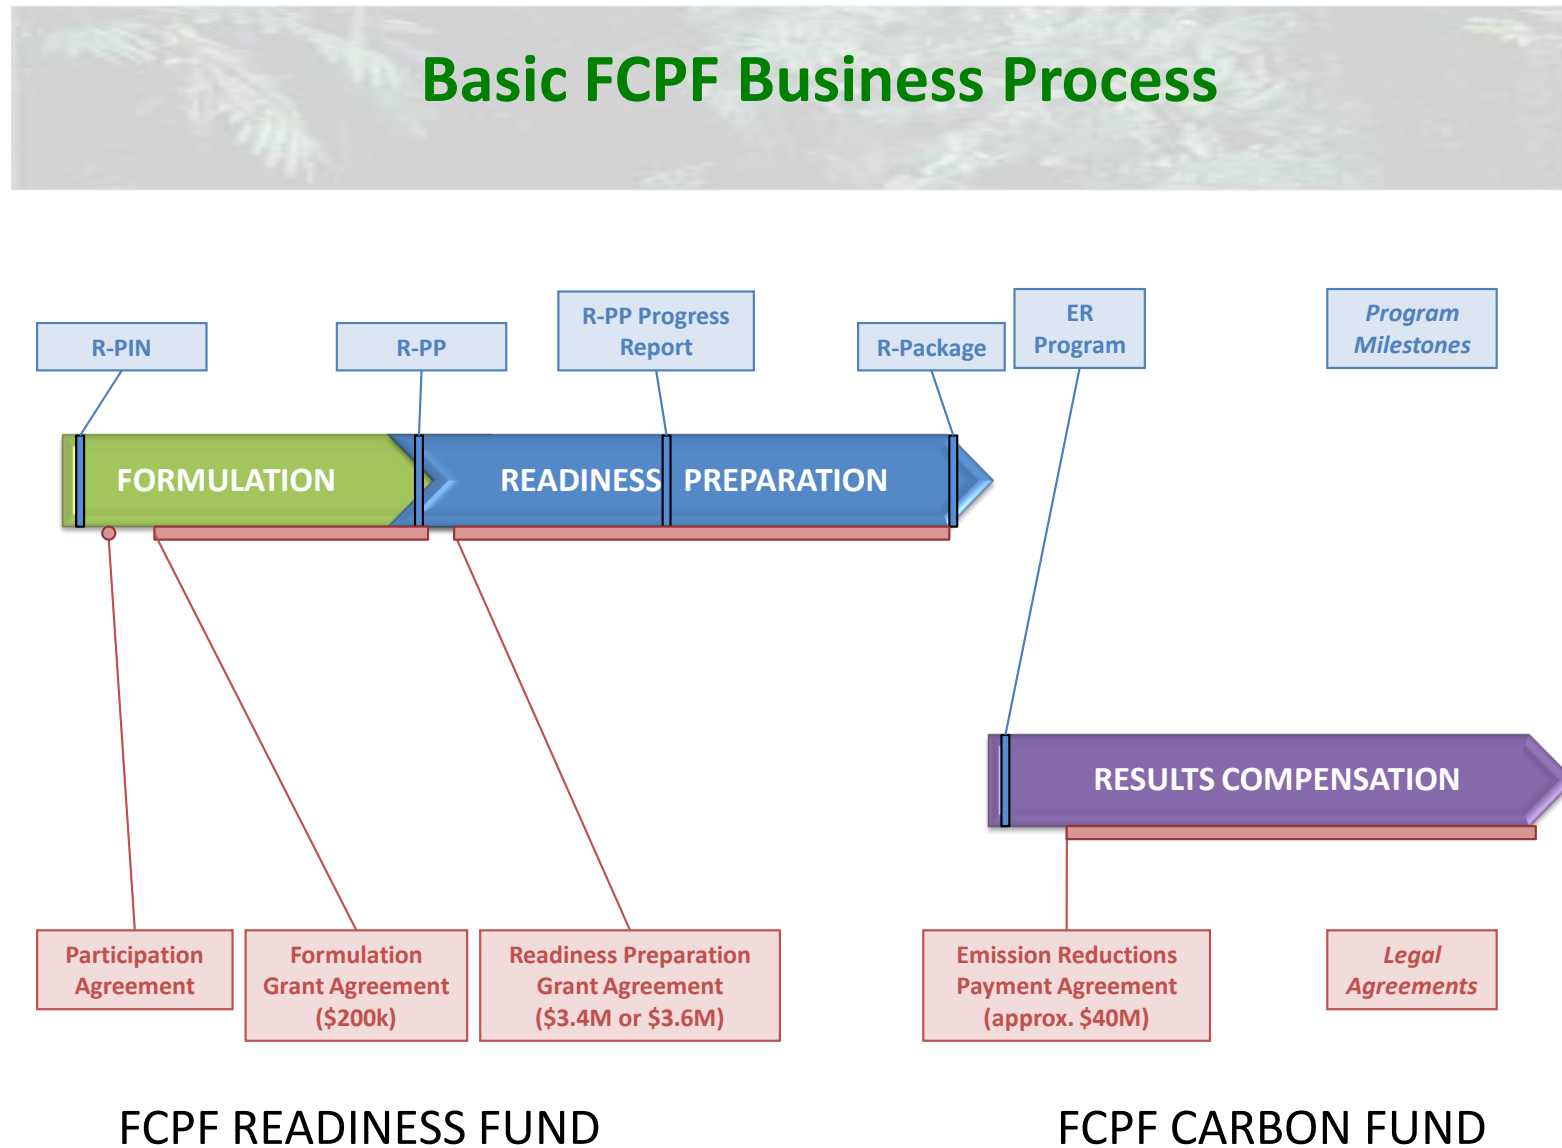 Basic FCPF Business Process
R-PIN
R-PP
R-PP Progress
Report
R-Package
ER
Program
Program
Milestones
FORMULATION
READINESS PREPARATION
RESULTS COMPENSATION
Participation
Agreement
Formulation
Grant Agreement
($200k)
Readiness Preparation
Grant Agreement
($3.4M or $3.6M)
Emission Reductions
Payment Agreement
(approx. $40M)
Legal
Agreements
FCPF READINESS FUND
FCPF CARBON FUND